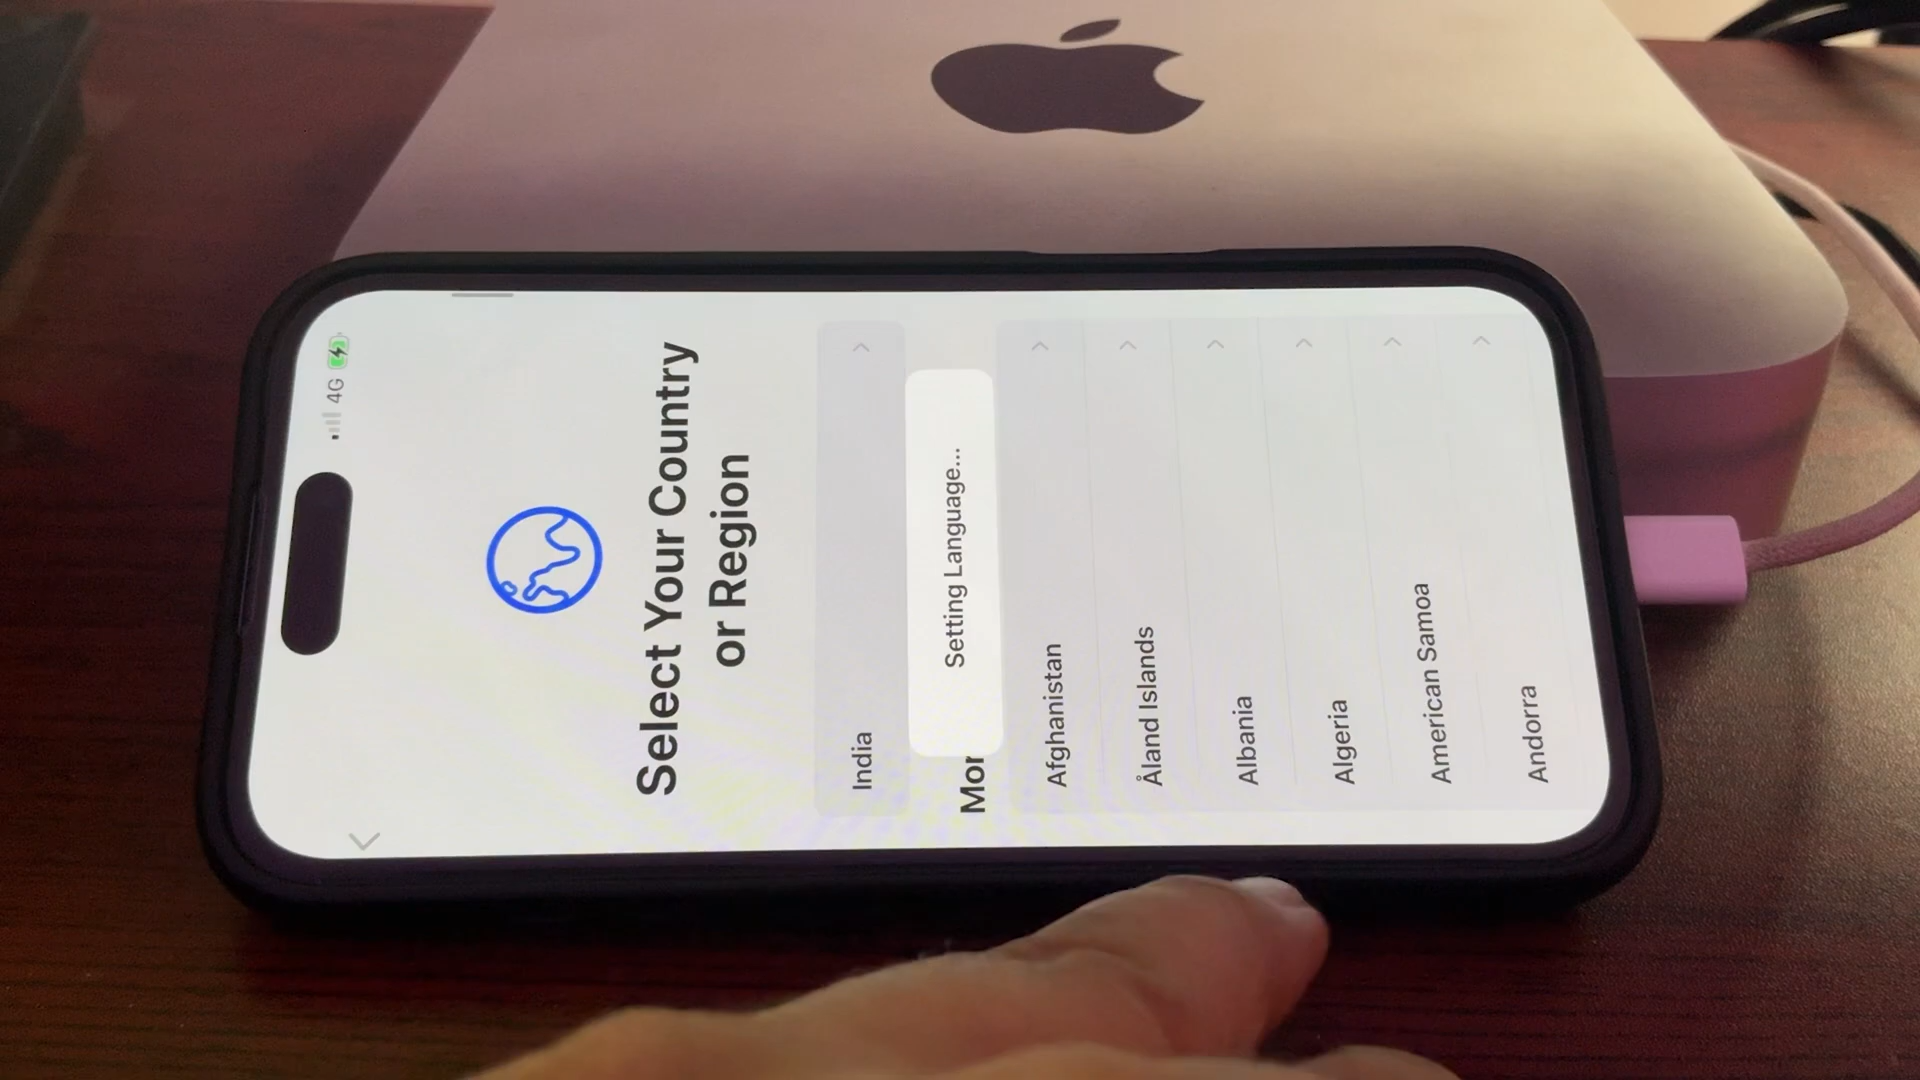 4G
Select Your Country
or Region
India
Setting Language...
Mor
Afghanistan
Åland Islands
Albania
Algeria
American Samoa
Andorra